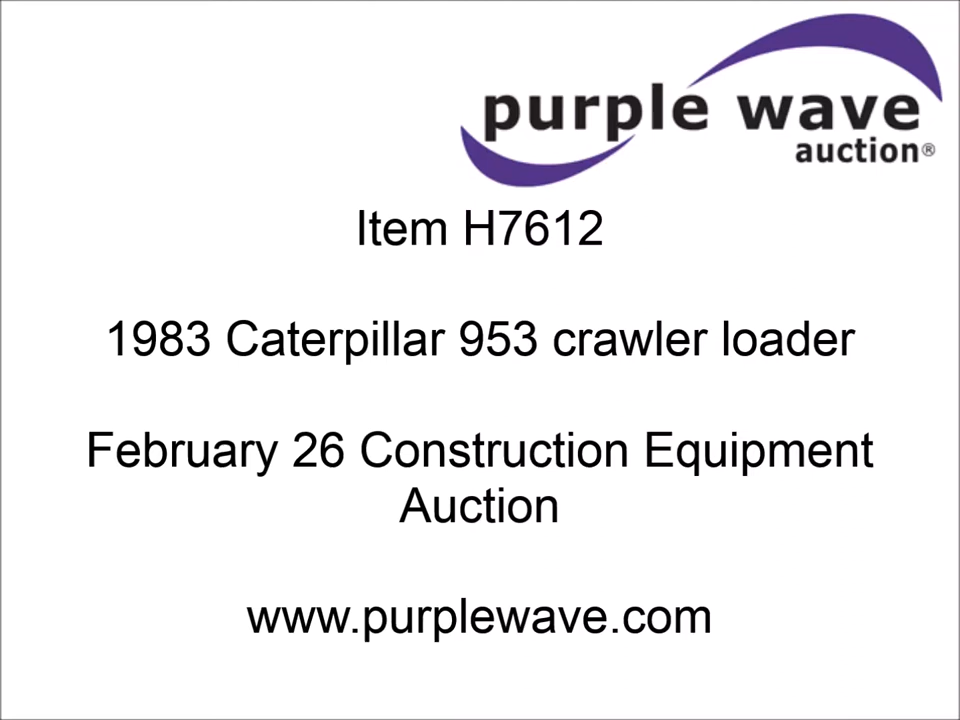 purple wave
auction®
Item H7612
1983 Caterpillar 953 crawler loader
February 26 Construction Equipment
Auction
www.purplewave.com